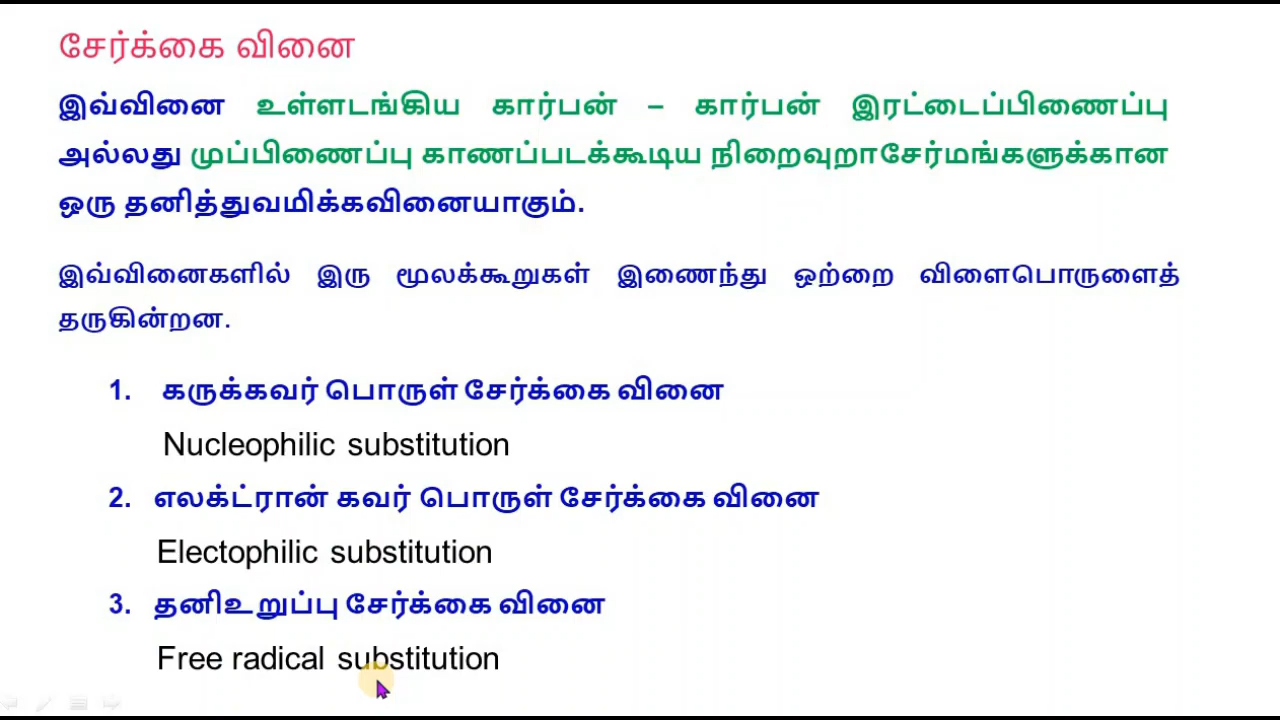 சேர்க்கை வினை
இவ்வினை உள்ளடங்கிய கார்பன் – கார்பன் இரட்டைப்பிணைப்பு
அல்லது முப்பிணைப்பு காணப்படக்கூடிய நிறைவுறாசேர்மங்களுக்கான
ஒரு தனித்துவமிக்கவினையாகும்.
இவ்வினைகளில் இரு மூலக்கூறுகள் இணைந்து ஒற்றை விளைபொருளைத்
தருகின்றன.
1. கருக்கவர் பொருள் சேர்க்கை வினை
Nucleophilic substitution
2. எலக்ட்ரான் கவர் பொருள் சேர்க்கை வினை
Electophilic substitution
3. தனிஉறுப்பு சேர்க்கை வினை
Free radical substitution